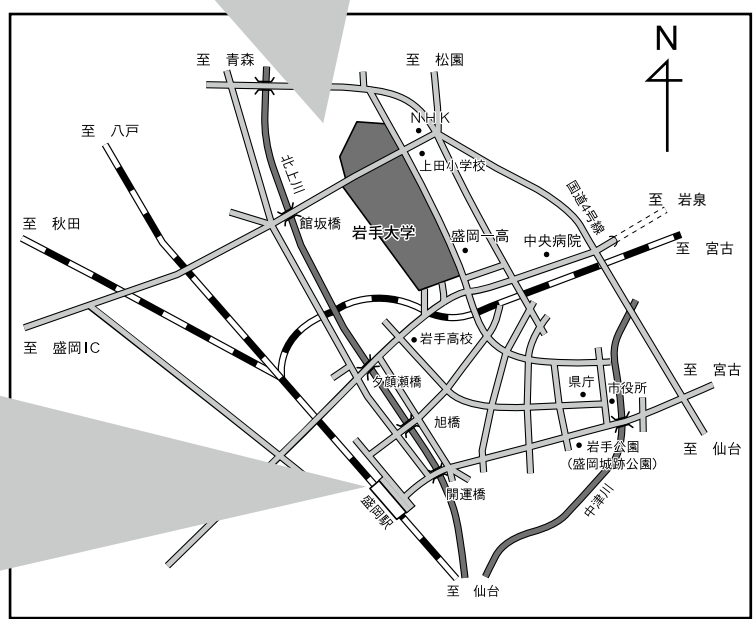 至　青森
至　松園
N
NHK
至　八戸
上田小学校
北上川
国道4号線
至　岩泉
至　秋田
館坂橋
岩手大学
盛岡一高
中央病院
至　宮古
至　盛岡IC
岩手高校
夕顔瀬橋
県庁
市役所
至　宮古
旭橋
岩手公園
（盛岡城跡公園）
至　仙台
開運橋
盛岡駅
中津川
至　仙台